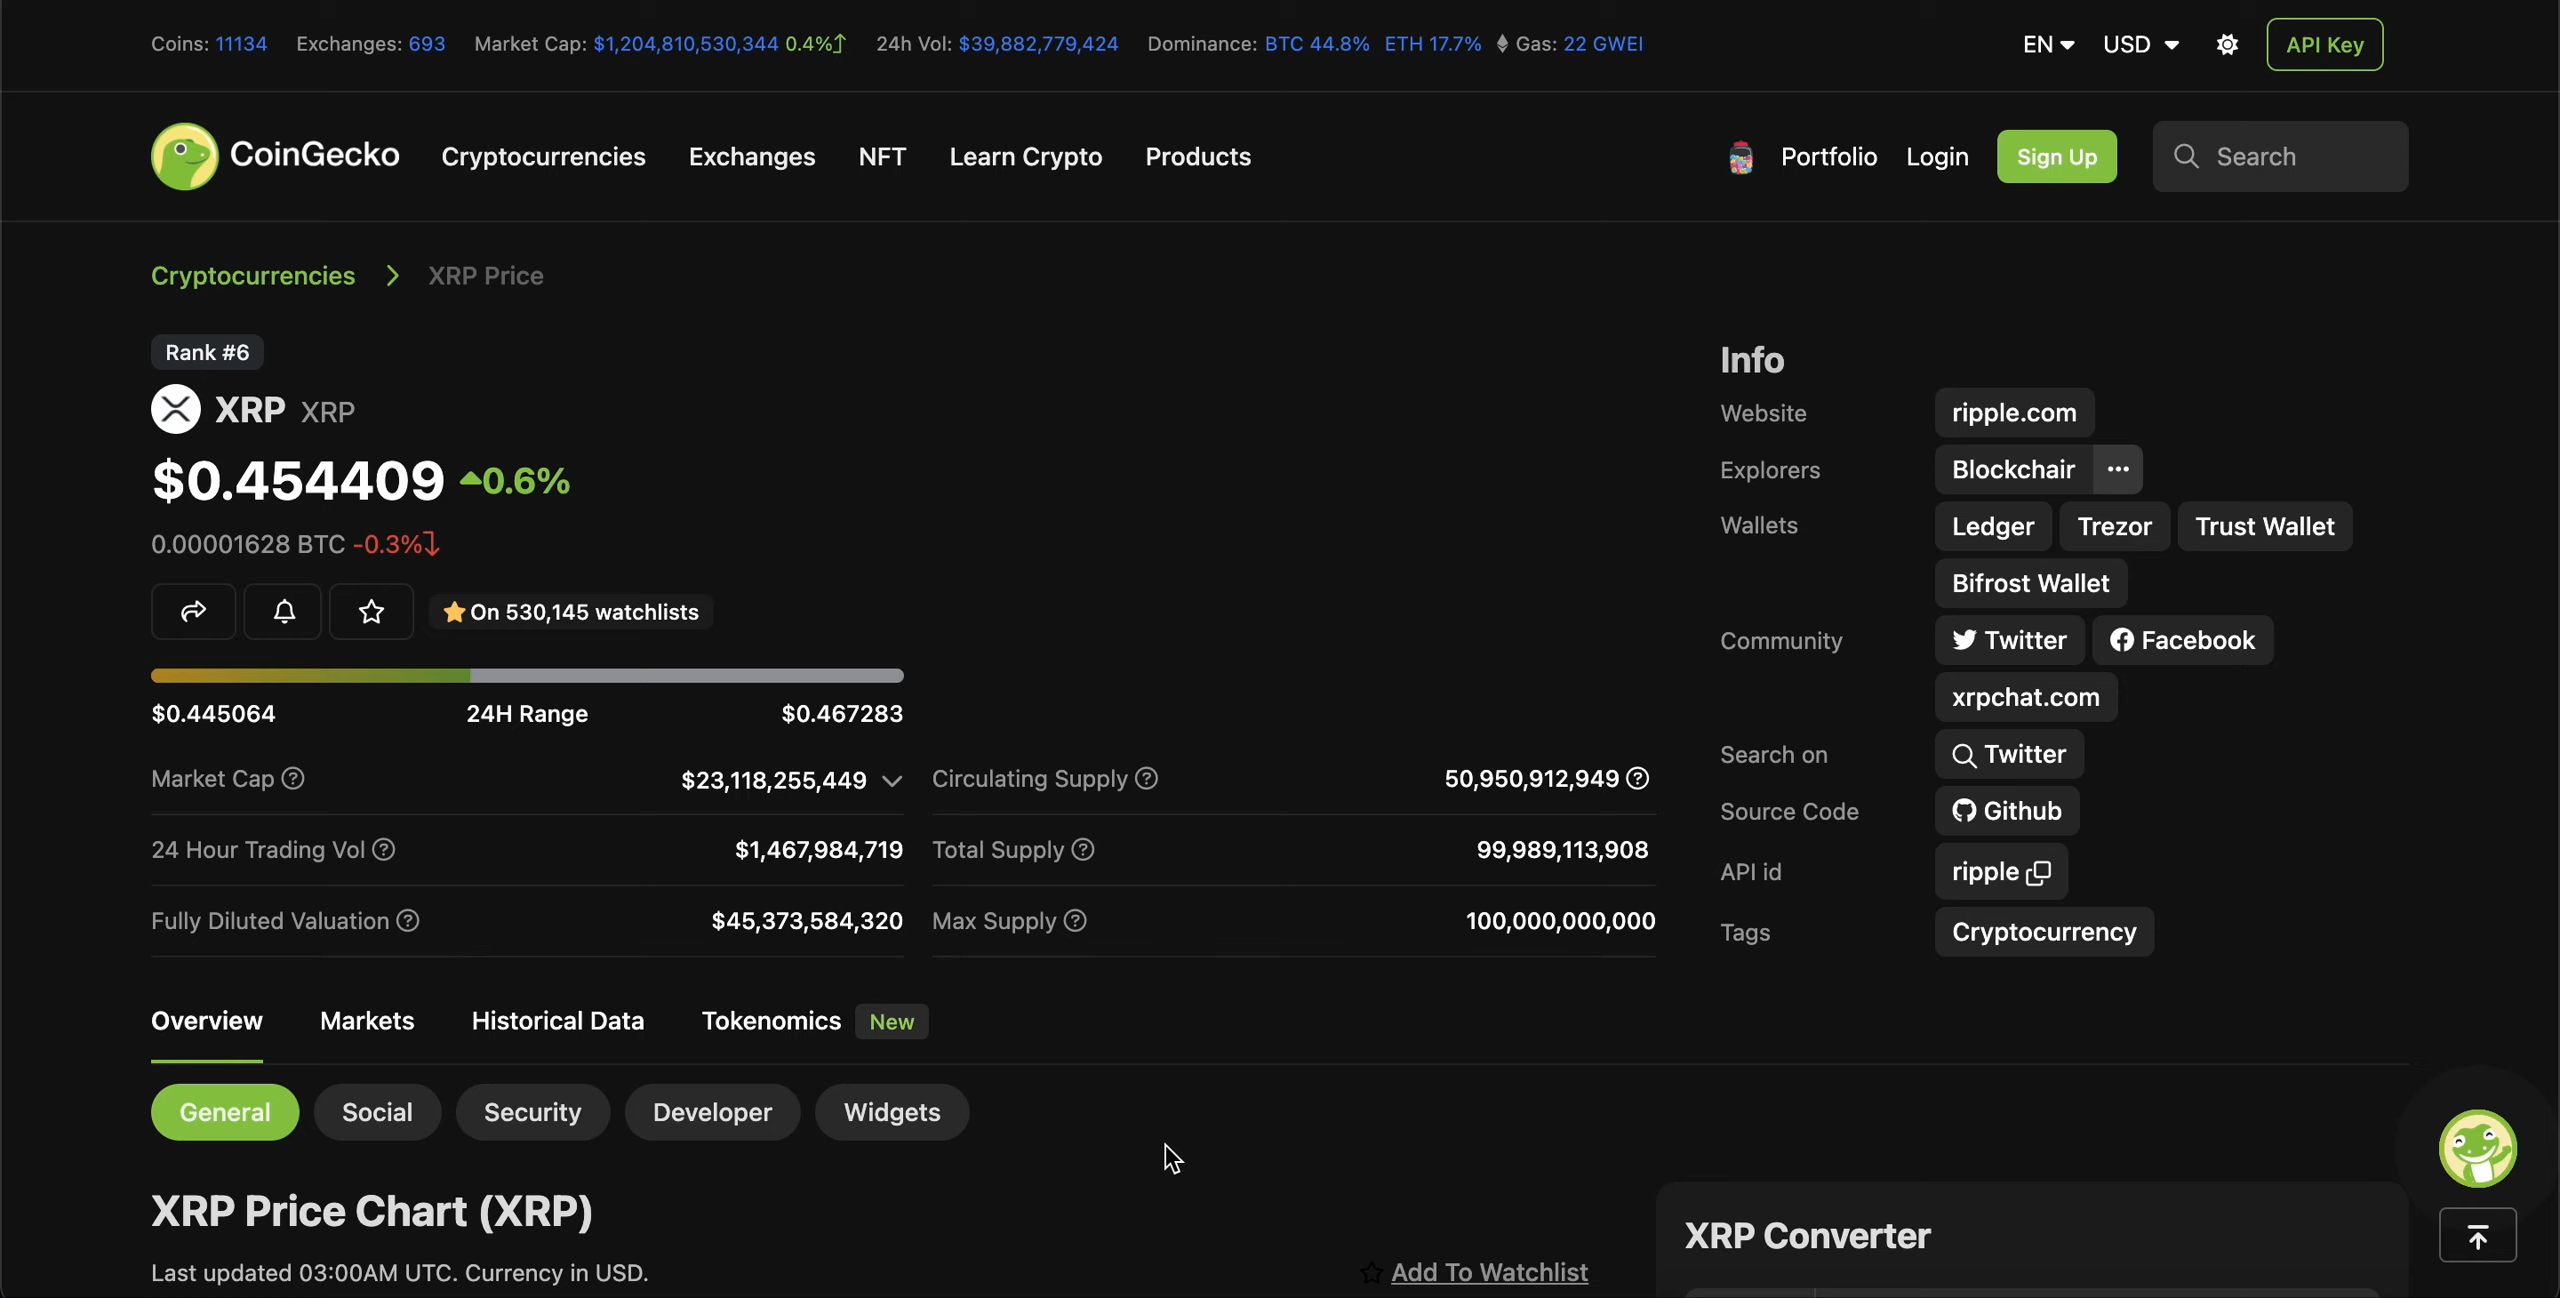 Coins: 11134 Exchanges: 693 Market Cap: $1,204,810,530,344 0.4% 24h Vol: $39,882,779,424 Dominance: BTC 44.8% ETH 17.7% Gas: 22 GWEI EN USD API Key
CoinGecko Cryptocurrencies Exchanges NFT Learn Crypto Products Portfolio Login Sign Up Search
Cryptocurrencies > XRP Price
Rank #6
XRP XRP
$0.454409 0.6%
0.00001628 BTC -0.3%
On 530,145 watchlists
$0.445064 24H Range $0.467283
Market Cap $23,118,255,449
24 Hour Trading Vol $1,467,984,719
Fully Diluted Valuation $45,373,584,320
Circulating Supply 50,950,912,949
Total Supply 99,989,113,908
Max Supply 100,000,000,000
Info
Website ripple.com
Explorers Blockchair
Wallets Ledger Trezor Trust Wallet
Bifrost Wallet
Community Twitter Facebook
xrpchat.com
Search on Twitter
Source Code Github
API id ripple
Tags Cryptocurrency
Overview Markets Historical Data Tokenomics New
General Social Security Developer Widgets
XRP Price Chart (XRP)
Last updated 03:00AM UTC. Currency in USD.
Add To Watchlist
XRP Converter